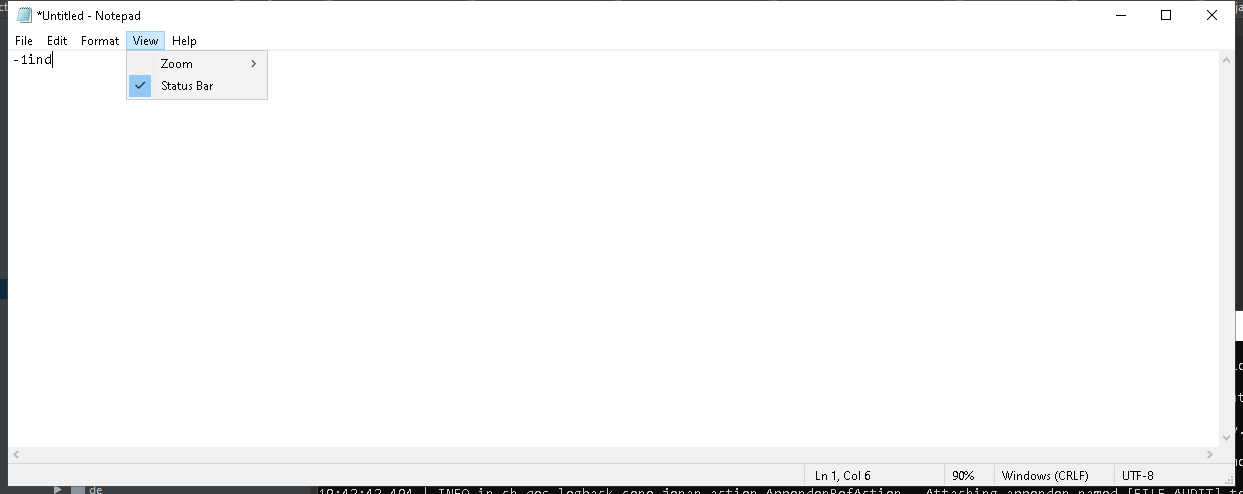 *Untitled - Notepad
File Edit Format View Help
-1ind
Zoom
Status Bar
Ln 1, Col 6 90% Windows (CRLF) UTF-8
de